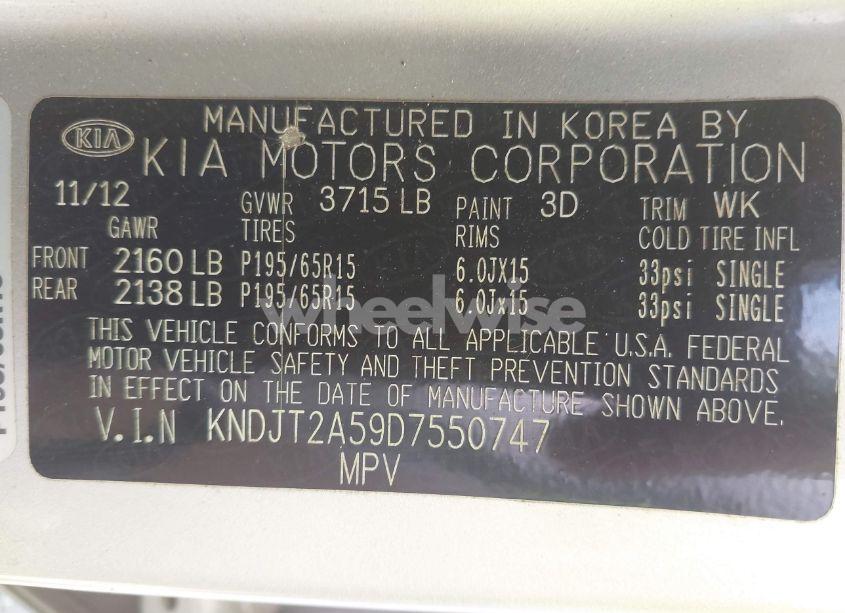 KIA
MANUFACTURED IN KOREA BY
KIA MOTORS CORPORATION
11/12 GVWR 3715 LB PAINT 3D TRIM WK
GAWR TIRES RIMS COLD TIRE INFL
FRONT 2160 LB P195/65R15 6.0JX15 33psi SINGLE
REAR 2138 LB P195/65R15 6.0Jx15 33psi SINGLE
wheelwise
THIS VEHICLE CONFORMS TO ALL APPLICABLE U.S.A. FEDERAL
MOTOR VEHICLE SAFETY AND THEFT PREVENTION STANDARDS
IN EFFECT ON THE DATE OF MANUFACTURE SHOWN ABOVE.
V.I.N KNDJT2A59D7550747
MPV